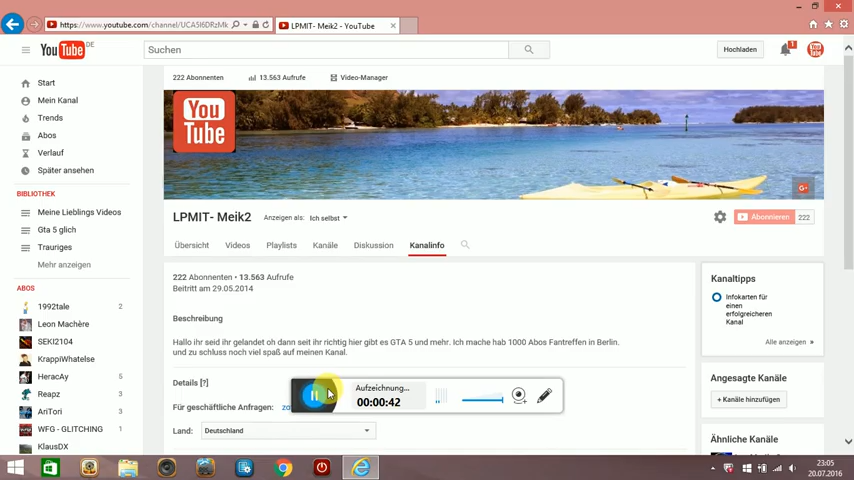 https://www.youtube.com/channel/UCA5I6DRzMk
LPMIT- Meik2 - YouTube
YouTube DE
Suchen
Hochladen
1
222 Abonnenten
13.563 Aufrufe
Video-Manager
Start
Mein Kanal
Trends
Abos
Verlauf
Später ansehen
BIBLIOTHEK
Meine Lieblings Videos
Gta 5 glich
Trauriges
Mehr anzeigen
ABOS
1992tale 2
Leon Machère
SEKI2104
KrappiWhatelse
HeracAy 4
Reapz 4
AriTori 2
WFG - GLITCHING 4
KlausDX
You
Tube
G+
LPMIT- Meik2
Anzeigen als: Ich selbst
Abonnieren 222
Übersicht Videos Playlists Kanäle Diskussion Kanalinfo
222 Abonnenten • 13.563 Aufrufe
Beitritt am 29.05.2014
Beschreibung
Hallo ihr seid ihr gelandet oh dann seit ihr richtig hier gibt es GTA 5 und mehr. Ich mache hab 1000 Abos Fantreffen in Berlin.
und zu schluss noch viel spaß auf meinen Kanal.
Details [?]
Für geschäftliche Anfragen:
Land: Deutschland
Aufzeichnung...
00:00:42
Kanaltipps
Infokarten für
einen
erfolgreicheren
Kanal
Alle anzeigen »
Angesagte Kanäle
+ Kanäle hinzufügen
Ähnliche Kanäle
23:05
20.07.2016